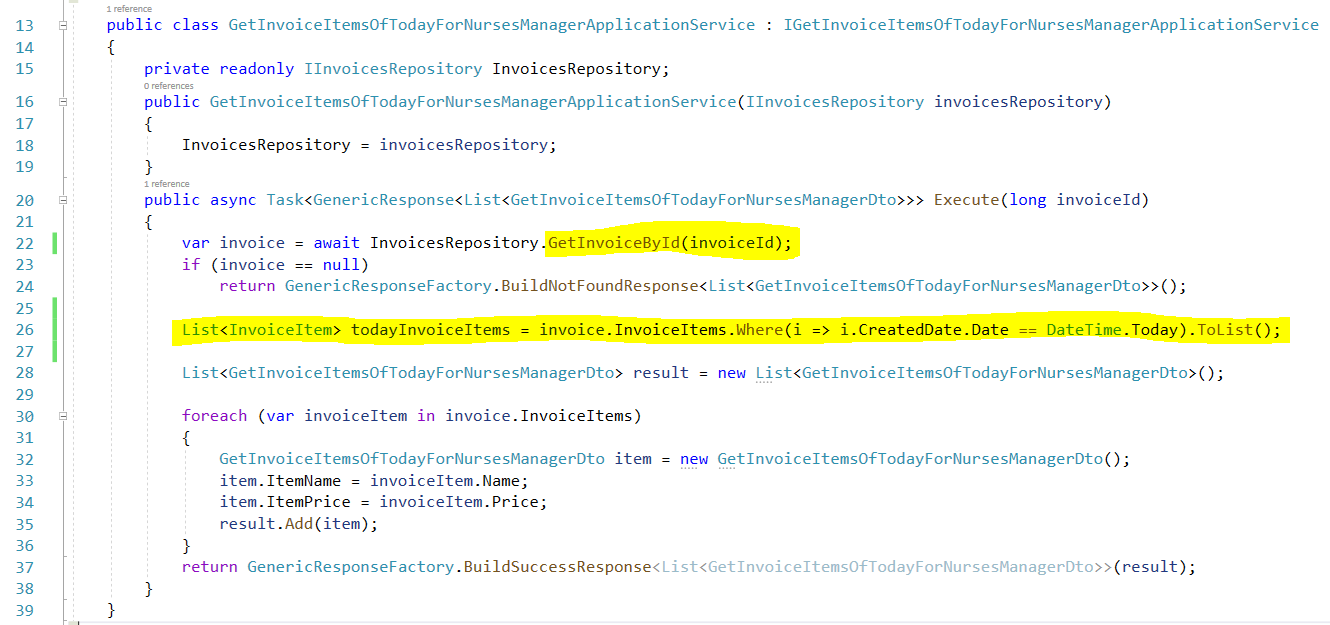 1 reference
13 public class GetInvoiceItemsOfTodayForNursesManagerApplicationService : IGetInvoiceItemsOfTodayForNursesManagerApplicationService
14 {
15 private readonly IInvoicesRepository InvoicesRepository;
0 references
16 public GetInvoiceItemsOfTodayForNursesManagerApplicationService(IInvoicesRepository invoicesRepository)
17 {
18 InvoicesRepository = invoicesRepository;
19 }
1 reference
20 public async Task<GenericResponse<List<GetInvoiceItemsOfTodayForNursesManagerDto>>> Execute(long invoiceId)
21 {
22 var invoice = await InvoicesRepository.GetInvoiceById(invoiceId);
23 if (invoice == null)
24 return GenericResponseFactory.BuildNotFoundResponse<List<GetInvoiceItemsOfTodayForNursesManagerDto>>();
25
26 List<InvoiceItem> todayInvoiceItems = invoice.InvoiceItems.Where(i => i.CreatedDate.Date == DateTime.Today).ToList();
27
28 List<GetInvoiceItemsOfTodayForNursesManagerDto> result = new List<GetInvoiceItemsOfTodayForNursesManagerDto>();
29
30 foreach (var invoiceItem in invoice.InvoiceItems)
31 {
32 GetInvoiceItemsOfTodayForNursesManagerDto item = new GetInvoiceItemsOfTodayForNursesManagerDto();
33 item.ItemName = invoiceItem.Name;
34 item.ItemPrice = invoiceItem.Price;
35 result.Add(item);
36 }
37 return GenericResponseFactory.BuildSuccessResponse<List<GetInvoiceItemsOfTodayForNursesManagerDto>>(result);
38 }
39 }